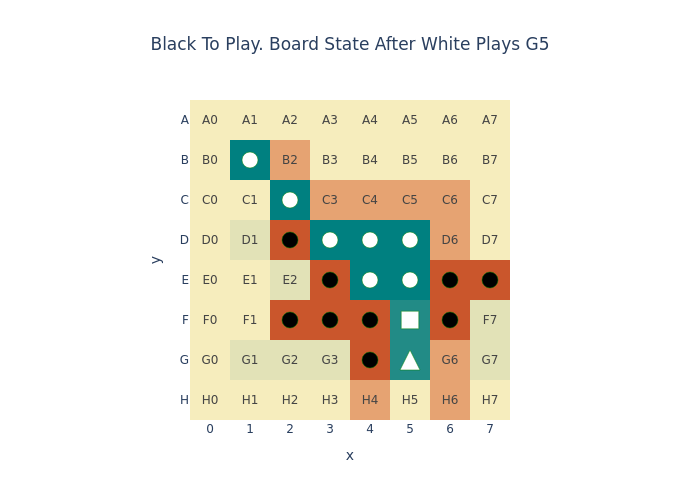 Black To Play. Board State After White Plays G5
A A0 A1 A2 A3 A4 A5 A6 A7
B B0 B2 B3 B4 B5 B6 B7
C C0 C1 C3 C4 C5 C6 C7
D D0 D1 D6 D7
E E0 E1 E2
F F0 F1 F7
G G0 G1 G2 G3 G6 G7
H H0 H1 H2 H3 H4 H5 H6 H7
0 1 2 3 4 5 6 7
x
y